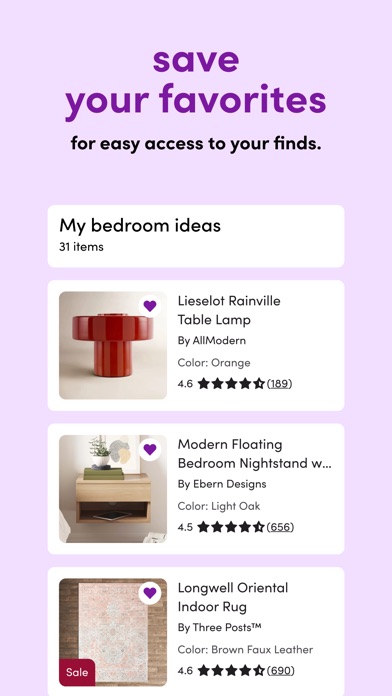 save
your favorites
for easy access to your finds.
My bedroom ideas
31 items
Lieselot Rainville
Table Lamp
By AllModern
Color: Orange
4.6 (189)
Modern Floating
Bedroom Nightstand w...
By Ebern Designs
Color: Light Oak
4.5 (656)
Longwell Oriental
Indoor Rug
By Three Posts™
Color: Brown Faux Leather
Sale
4.6 (690)